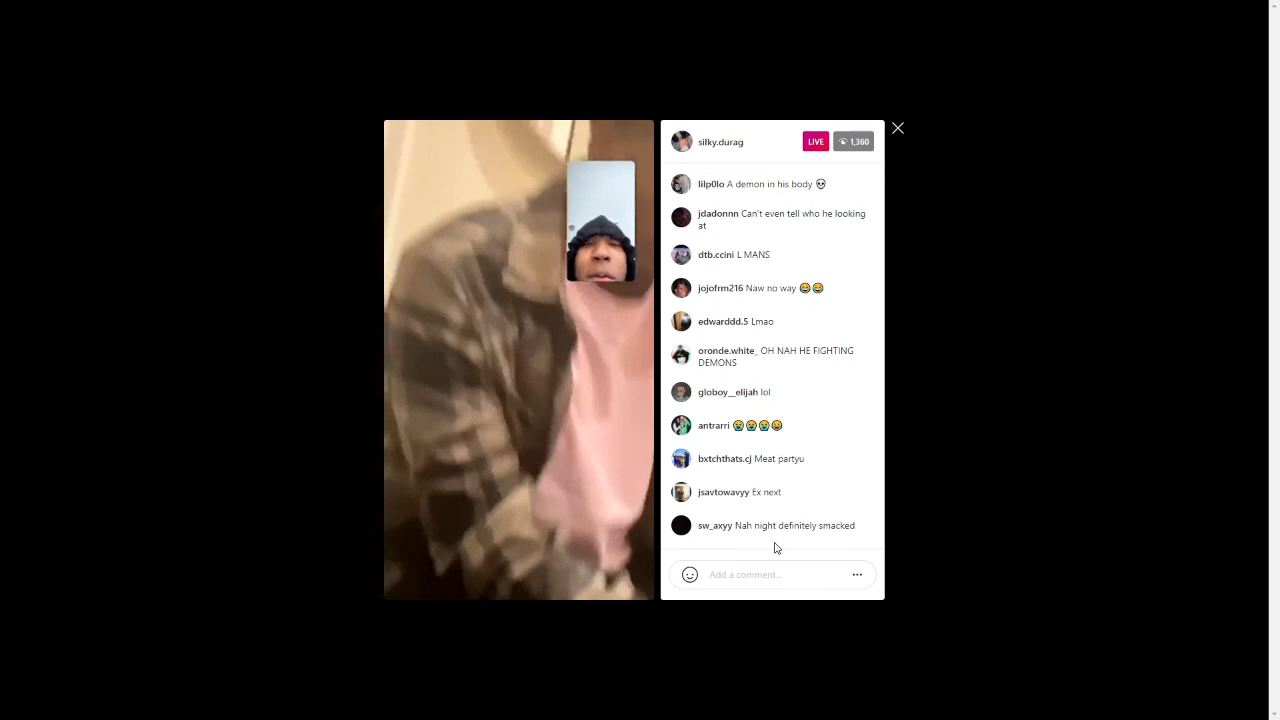 silky.durag LIVE 1,360
lilp0lo A demon in his body 💀
jdadonnn Can't even tell who he looking
at
dtb.ccini L MANS
jojofrm216 Naw no way 😂😂
edwarddd.5 Lmao
oronde.white_ OH NAH HE FIGHTING
DEMONS
globoy__elijah lol
antrarri 😭😭😭😂
bxtchthats.cj Meat partyu
jsavtowavyy Ex next
sw_axyy Nah night definitely smacked
Add a comment...